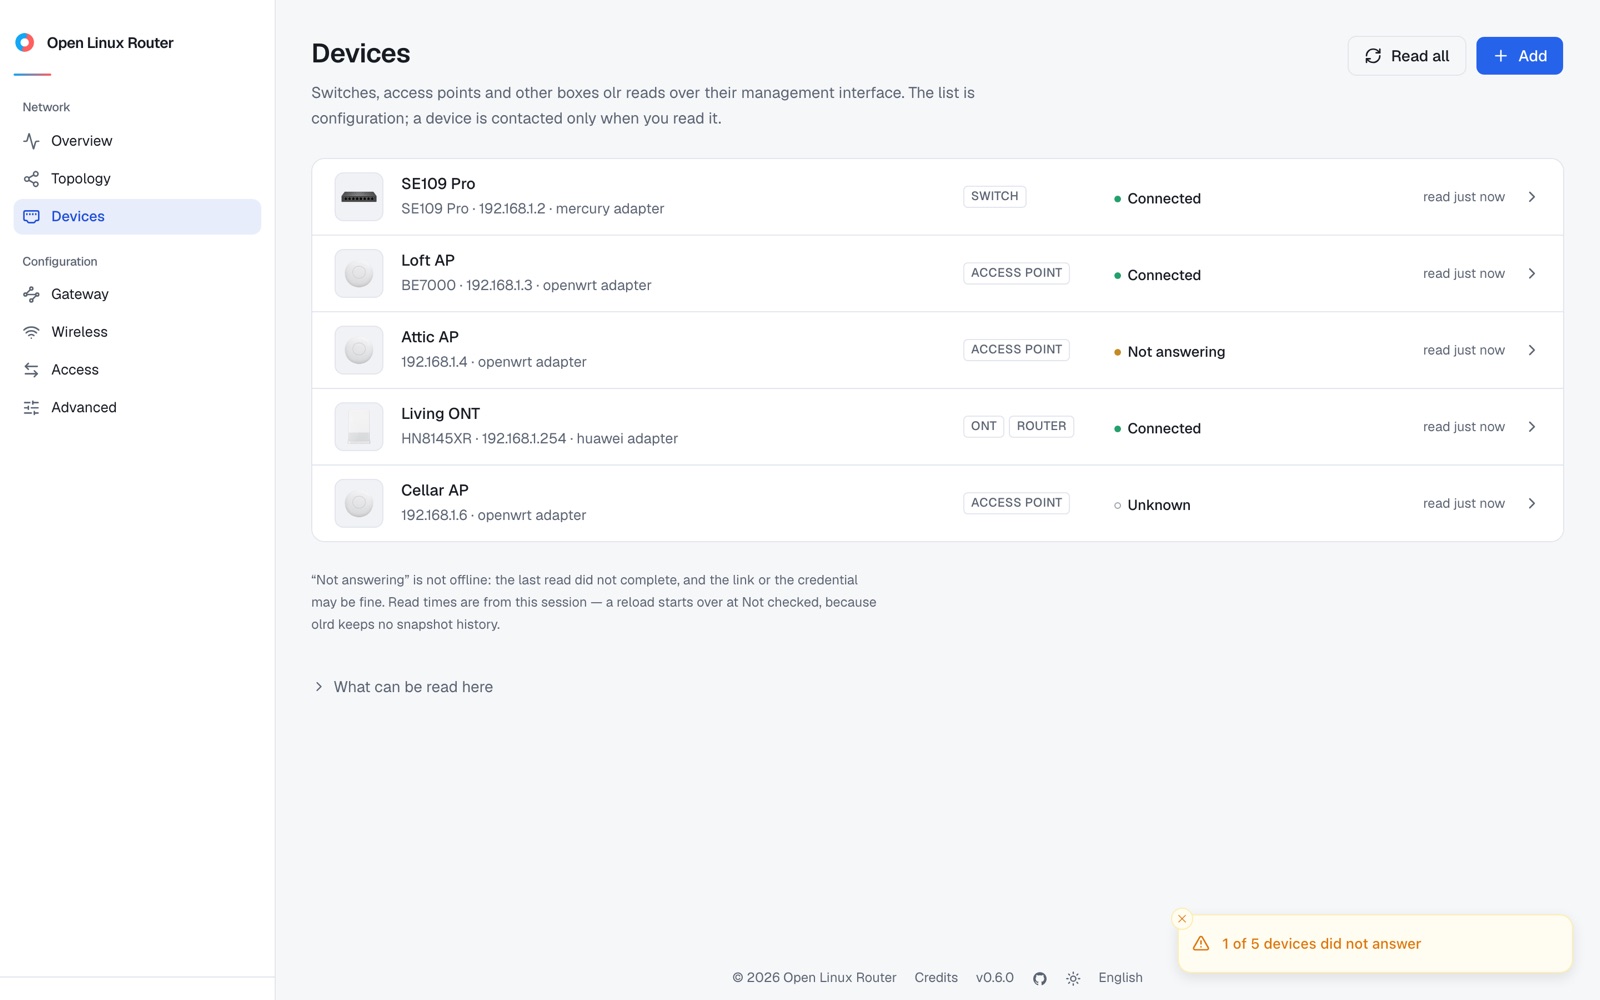 Open Linux Router
Network
Overview
Topology
Devices
Configuration
Gateway
Wireless
Access
Advanced
Devices
Read all
Add
Switches, access points and other boxes olr reads over their management interface. The list is
configuration; a device is contacted only when you read it.
SE109 Pro
SE109 Pro · 192.168.1.2 · mercury adapter
SWITCH
Connected
read just now
Loft AP
BE7000 · 192.168.1.3 · openwrt adapter
ACCESS POINT
Connected
read just now
Attic AP
192.168.1.4 · openwrt adapter
ACCESS POINT
Not answering
read just now
Living ONT
HN8145XR · 192.168.1.254 · huawei adapter
ONT
ROUTER
Connected
read just now
Cellar AP
192.168.1.6 · openwrt adapter
ACCESS POINT
Unknown
read just now
“Not answering” is not offline: the last read did not complete, and the link or the credential
may be fine. Read times are from this session — a reload starts over at Not checked, because
olrd keeps no snapshot history.
What can be read here
1 of 5 devices did not answer
© 2026 Open Linux Router
Credits
v0.6.0
English